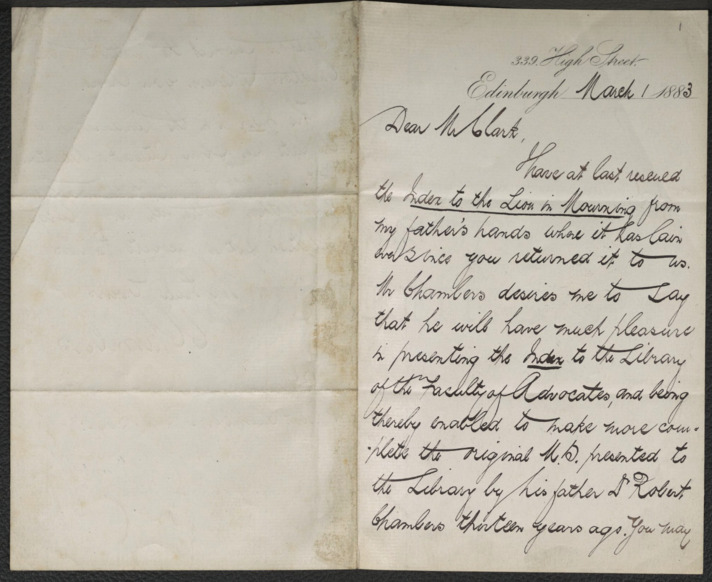 1
339. High Street.
Edinburgh March 1 1883
Dear Mr Clark,
I have at last rescued
the Index to the Lion in Mourning from
my father's hands where it has lain
ever since you returned it to us.
Mr Chambers desires me to say
that he will have much pleasure
in presenting the Index to the Library
of the Faculty of Advocates, and being
thereby enabled to make more com-
-plete the original M.S. presented to
the Library by his father Dr Robert
Chambers thirteen years ago. You may